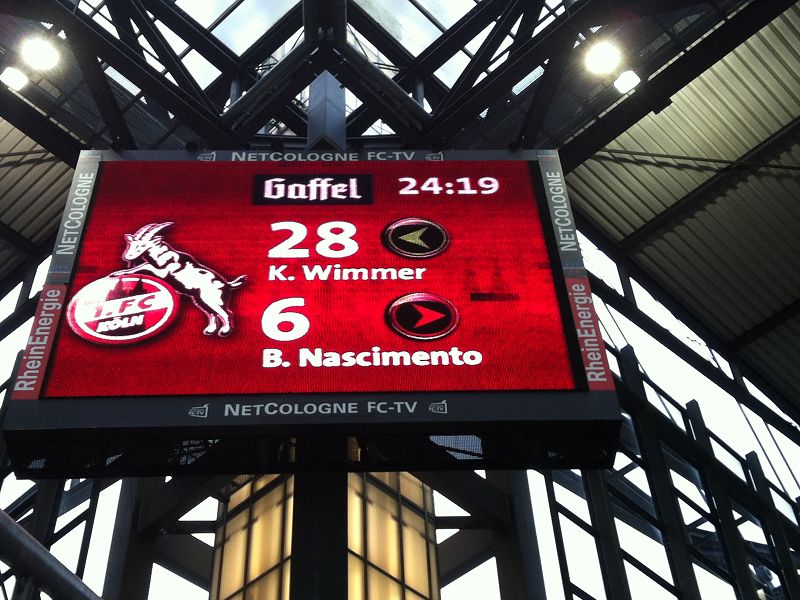 NETCOLOGNE FC-TV
NETCOLOGNE
NETCOLOGNE
Gaffel 24:19
28
K. Wimmer
1. FC
KÖLN
6
B. Nascimento
RheinEnergie
RheinEnergie
NETCOLOGNE FC-TV